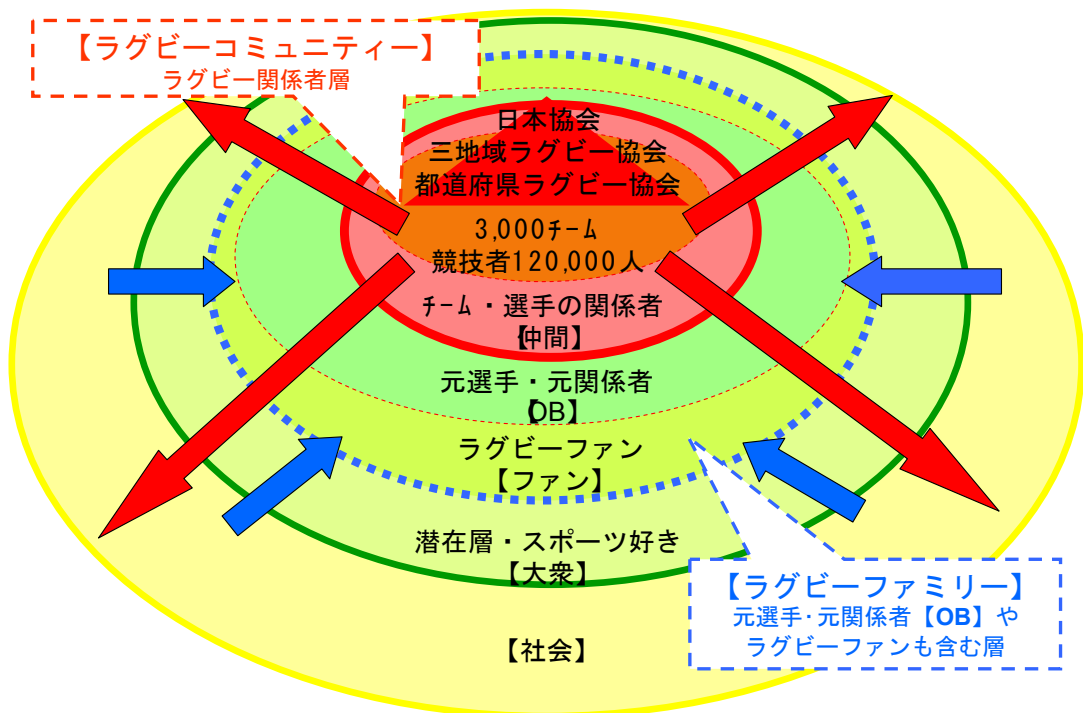 【ラグビーコミュニティー】
ラグビー関係者層
日本協会
三地域ラグビー協会
都道府県ラグビー協会
3,000ﾁｰﾑ
競技者120,000人
ﾁｰﾑ・選手の関係者
【仲間】
元選手・元関係者
【OB】
ラグビーファン
【ファン】
潜在層・スポーツ好き
【大衆】
【社会】
【ラグビーファミリー】
元選手･元関係者【OB】や
ラグビーファンも含む層